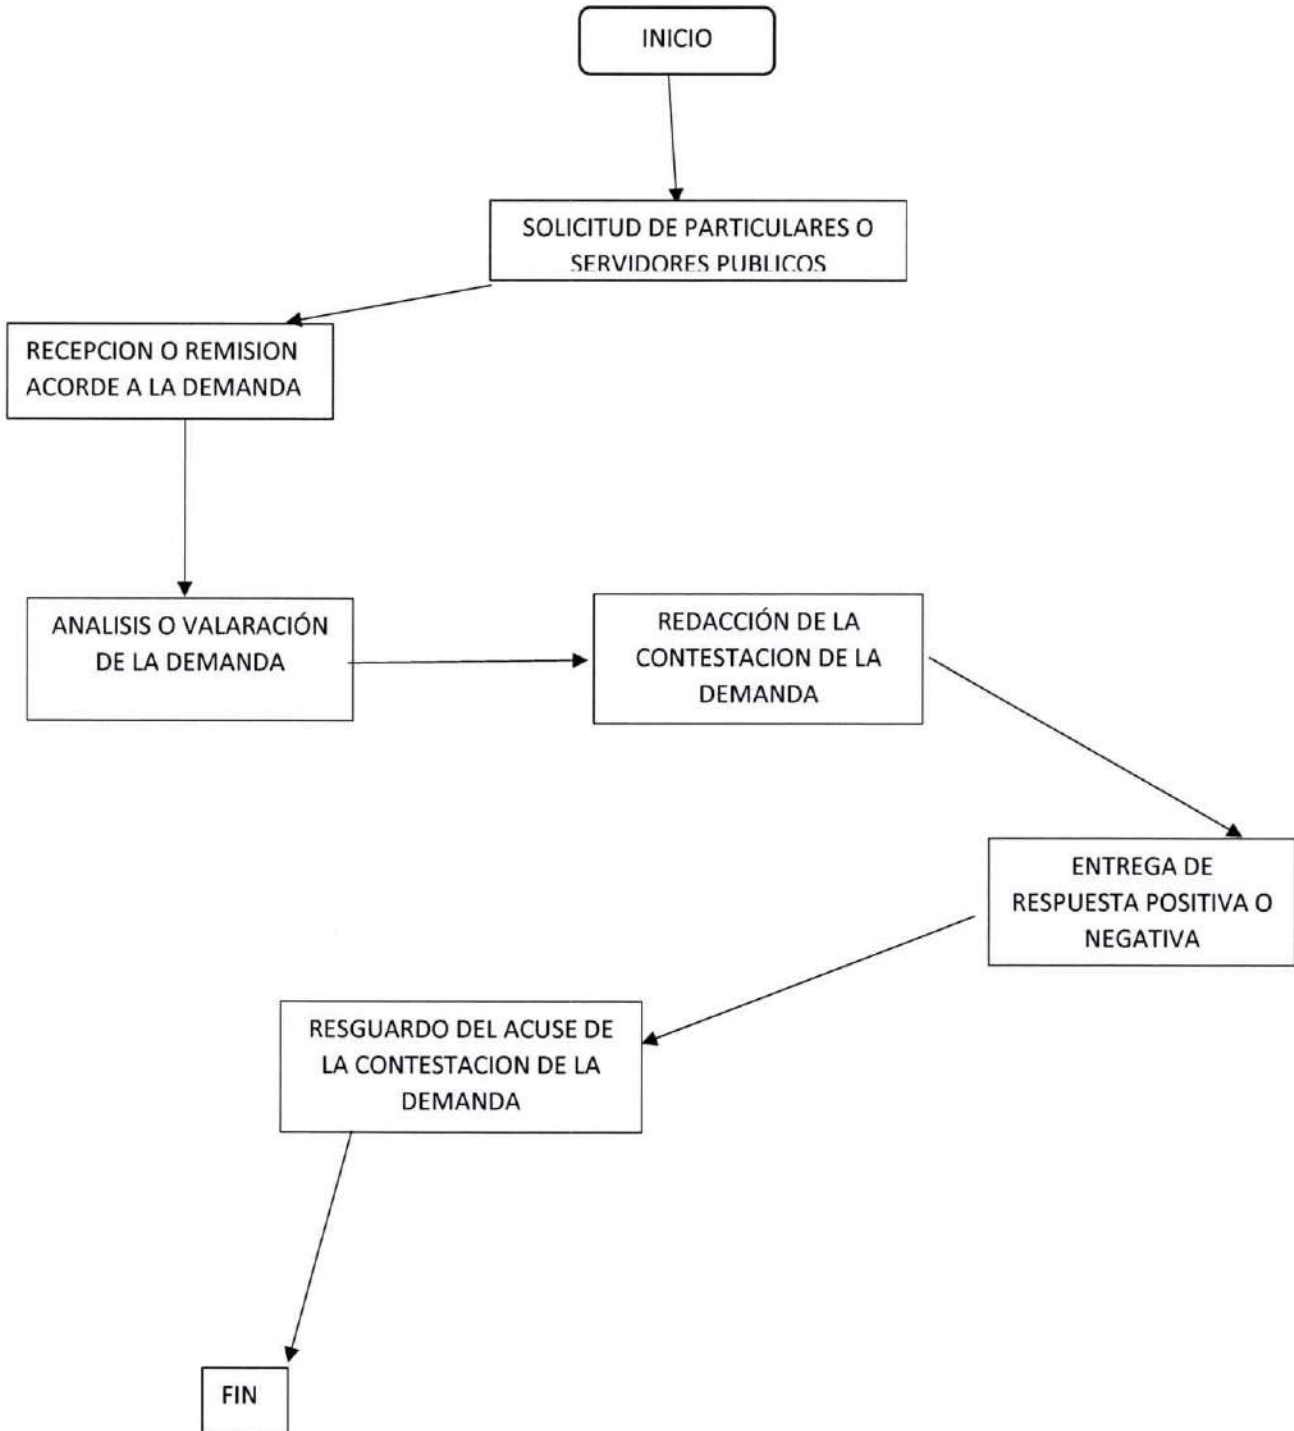 INICIO
SOLICITUD DE PARTICULARES O
SERVIDORES PUBLICOS
RECEPCION O REMISION
ACORDE A LA DEMANDA
ANALISIS O VALARACIÓN
DE LA DEMANDA
REDACCIÓN DE LA
CONTESTACION DE LA
DEMANDA
ENTREGA DE
RESPUESTA POSITIVA O
NEGATIVA
RESGUARDO DEL ACUSE DE
LA CONTESTACION DE LA
DEMANDA
FIN